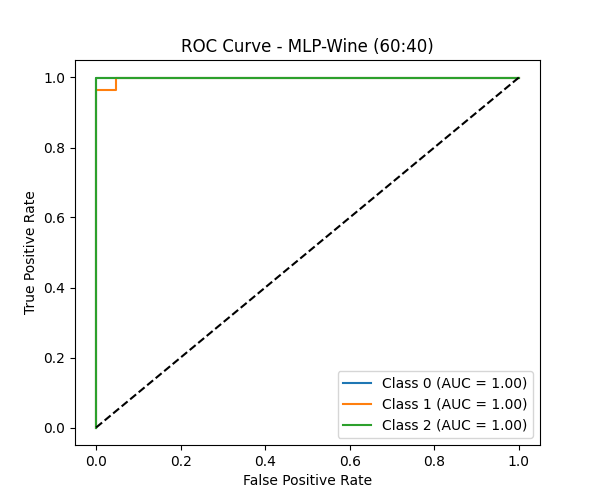 ROC Curve - MLP-Wine (60:40)
True Positive Rate
1.0
0.8
0.6
0.4
0.2
0.0
0.0 0.2 0.4 0.6 0.8 1.0
False Positive Rate
Class 0 (AUC = 1.00)
Class 1 (AUC = 1.00)
Class 2 (AUC = 1.00)